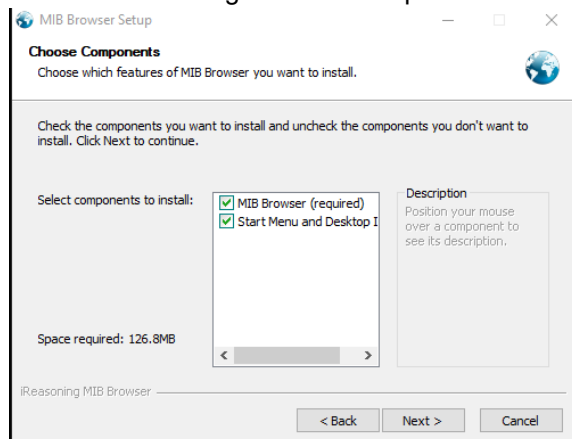 MIB Browser Setup
Choose Components
Choose which features of MIB Browser you want to install.
Check the components you want to install and uncheck the components you don't want to
install. Click Next to continue.
Select components to install:
MIB Browser (required)
Start Menu and Desktop I
Description
Position your mouse
over a component to
see its description.
Space required: 126.8MB
iReasoning MIB Browser
< Back
Next >
Cancel